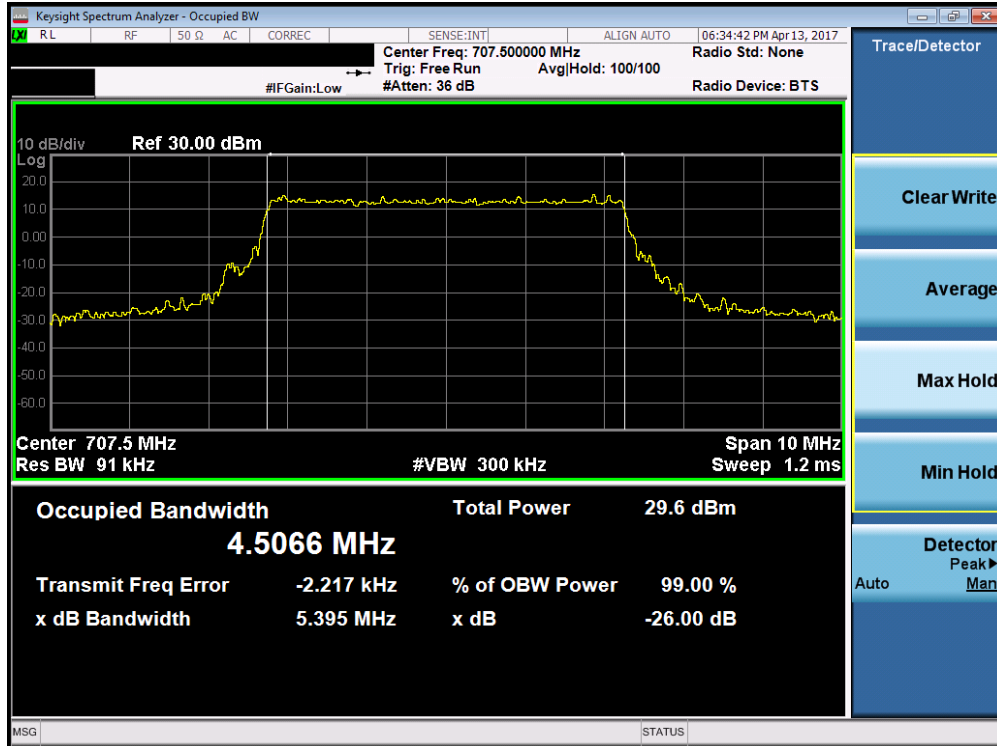 Keysight Spectrum Analyzer - Occupied BW
LXI RL RF 50 Ω AC CORREC SENSE:INT ALIGN AUTO 06:34:42 PM Apr 13, 2017
Center Freq: 707.500000 MHz Radio Std: None
Trig: Free Run Avg|Hold: 100/100
#IFGain:Low #Atten: 36 dB Radio Device: BTS
10 dB/div Ref 30.00 dBm
Log
20.0
10.0
0.00
-10.0
-20.0
-30.0
-40.0
-50.0
-60.0
Center 707.5 MHz Span 10 MHz
Res BW 91 kHz #VBW 300 kHz Sweep 1.2 ms
Occupied Bandwidth Total Power 29.6 dBm
4.5066 MHz
Transmit Freq Error -2.217 kHz % of OBW Power 99.00 %
x dB Bandwidth 5.395 MHz x dB -26.00 dB
MSG STATUS
Trace/Detector
Clear Write
Average
Max Hold
Min Hold
Detector
Peak▶
Auto Man